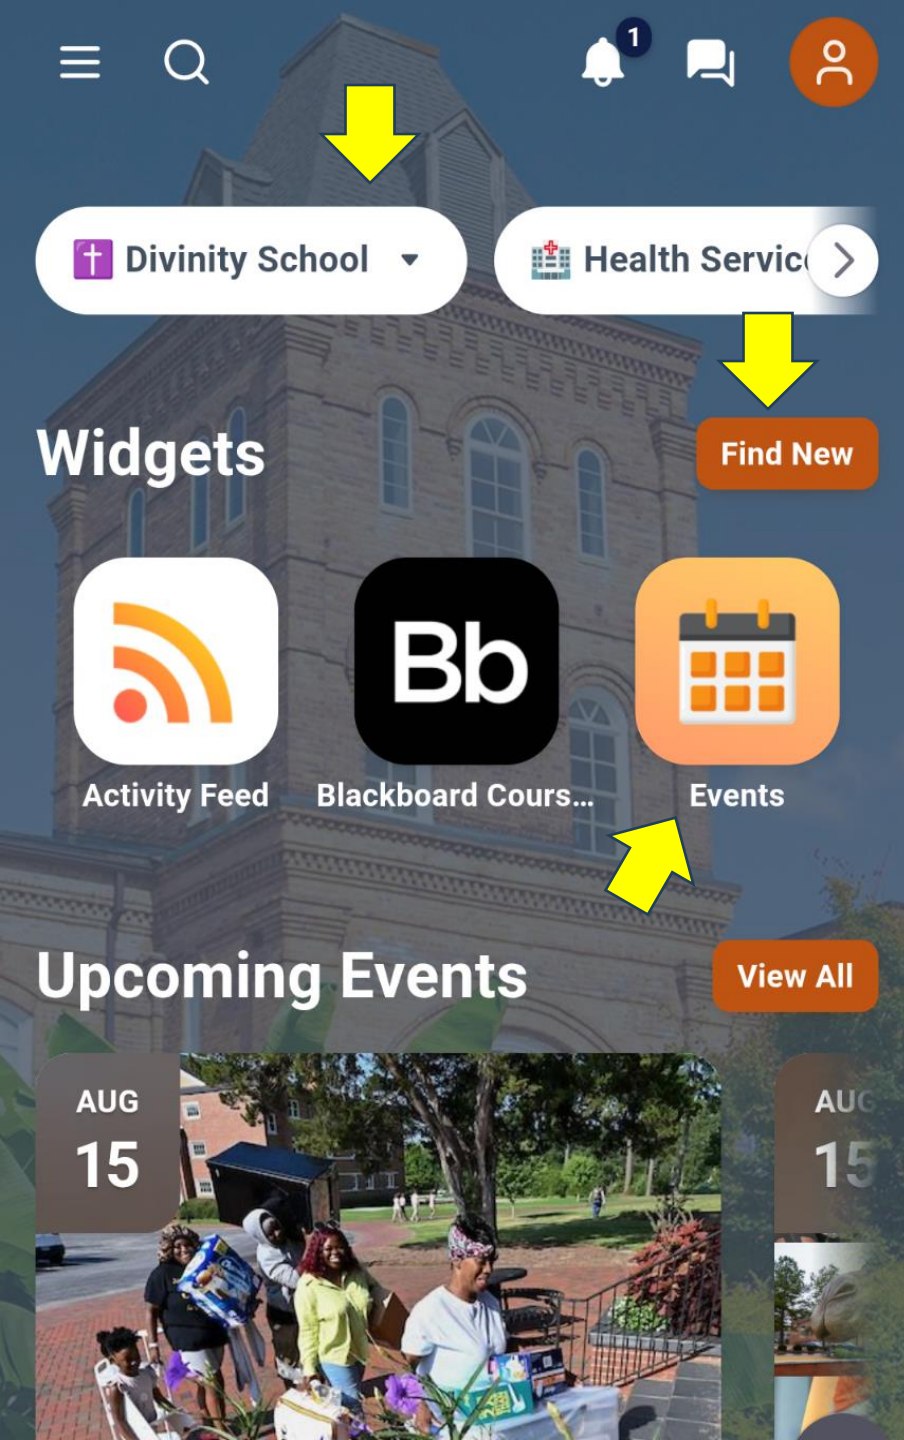 1
Divinity School
Health Servic
Widgets
Find New
Bb
Activity Feed
Blackboard Cours...
Events
Upcoming Events
View All
AUG
15
AUG
15